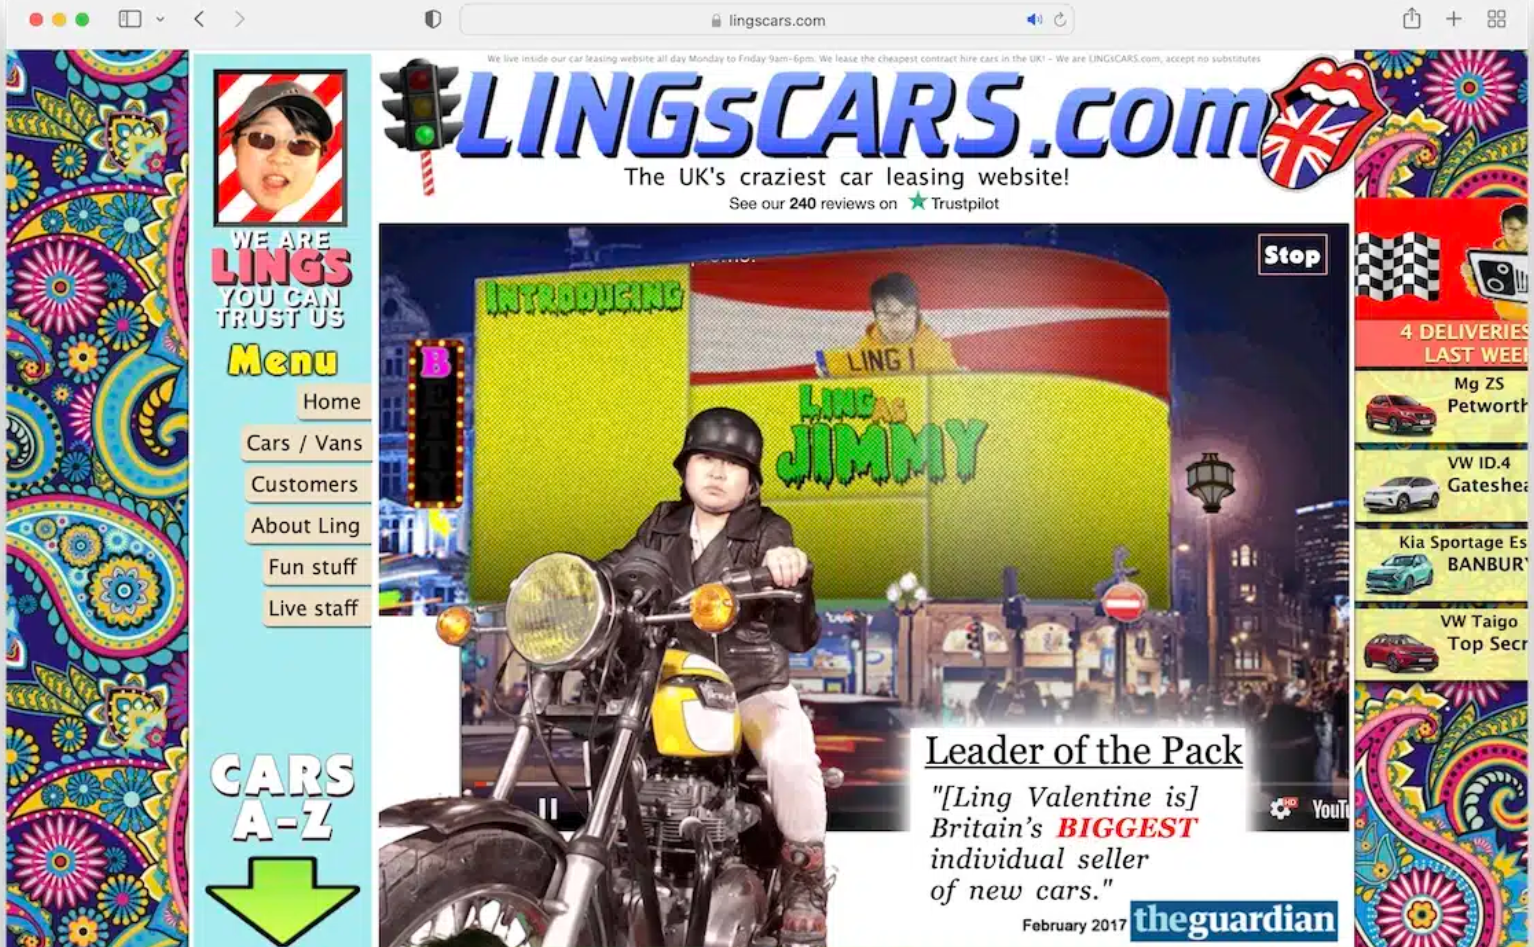 lingscars.com
We live inside our car leasing website all day Monday to Friday 9am-6pm. We lease the cheapest contract hire cars in the UK! - We are LINGsCARS.com, accept no substitutes
LINGsCARS.com
The UK's craziest car leasing website!
See our 240 reviews on Trustpilot
WE ARE
LINGS
YOU CAN
TRUST US
Menu
Home
Cars / Vans
Customers
About Ling
Fun stuff
Live staff
CARS
A-Z
Stop
INTRODUCING
LING 1
LING AS
JIMMY
BETTY
Leader of the Pack
"[Ling Valentine is]
Britain's BIGGEST
individual seller
of new cars."
February 2017 theguardian
HD
YouT
4 DELIVERIES
LAST WEE
Mg ZS
Petworth
VW ID.4
Gateshea
Kia Sportage Es
BANBURY
VW Taigo
Top Secr